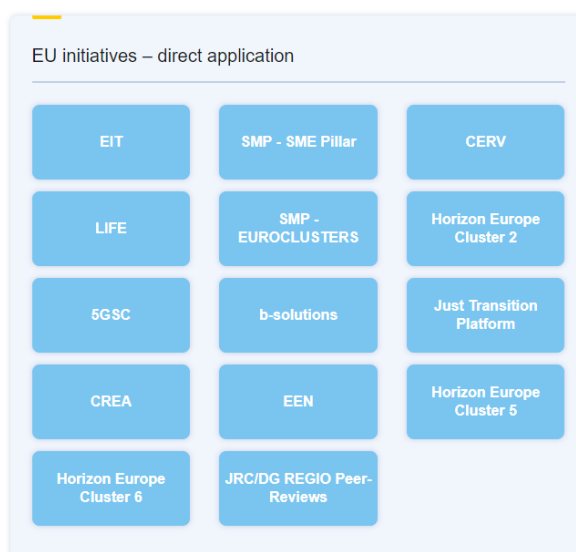 EU initiatives – direct application
EIT
SMP - SME Pillar
CERV
LIFE
SMP -
EUROCLUSTERS
Horizon Europe
Cluster 2
5GSC
b-solutions
Just Transition
Platform
CREA
EEN
Horizon Europe
Cluster 5
Horizon Europe
Cluster 6
JRC/DG REGIO Peer-
Reviews